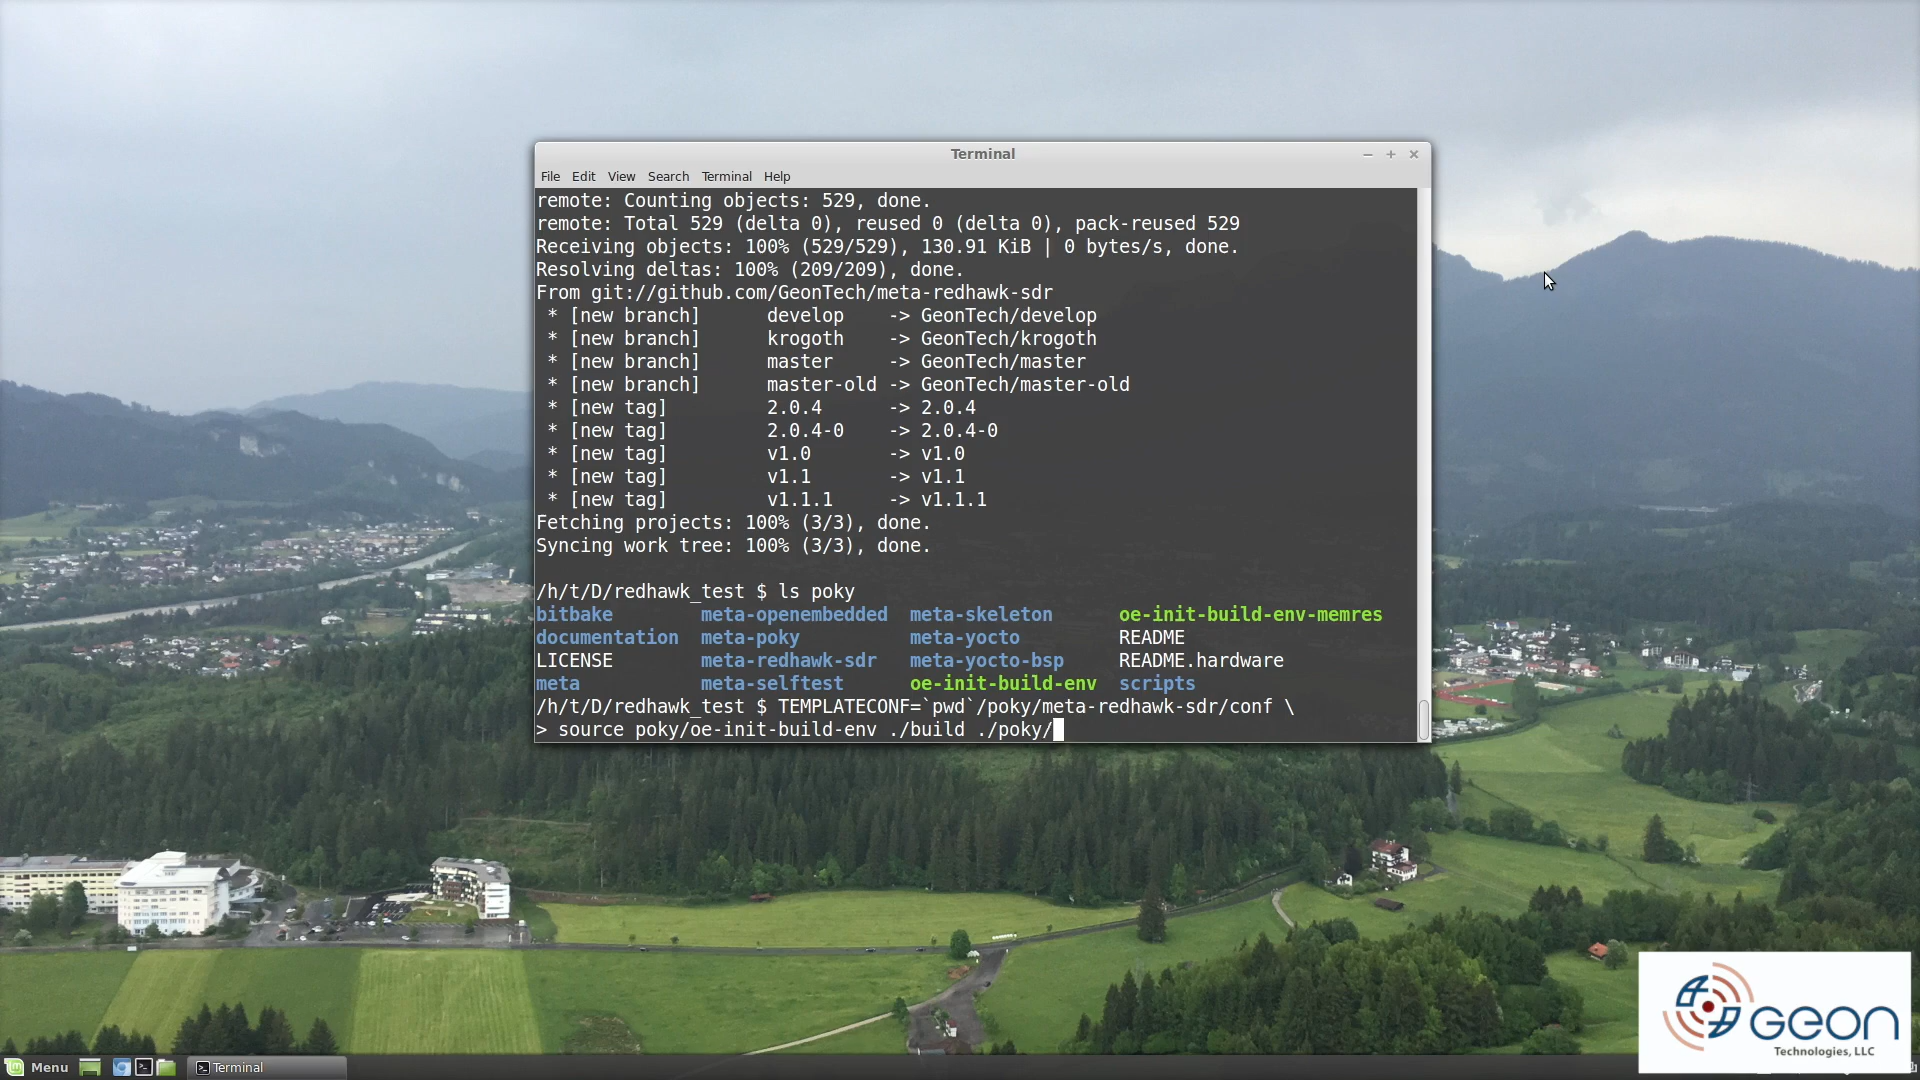 Terminal
File Edit View Search Terminal Help
remote: Counting objects: 529, done.
remote: Total 529 (delta 0), reused 0 (delta 0), pack-reused 529
Receiving objects: 100% (529/529), 130.91 KiB | 0 bytes/s, done.
Resolving deltas: 100% (209/209), done.
From git://github.com/GeonTech/meta-redhawk-sdr
 * [new branch]      develop    -> GeonTech/develop
 * [new branch]      krogoth    -> GeonTech/krogoth
 * [new branch]      master     -> GeonTech/master
 * [new branch]      master-old -> GeonTech/master-old
 * [new tag]         2.0.4      -> 2.0.4
 * [new tag]         2.0.4-0    -> 2.0.4-0
 * [new tag]         v1.0       -> v1.0
 * [new tag]         v1.1       -> v1.1
 * [new tag]         v1.1.1     -> v1.1.1
Fetching projects: 100% (3/3), done.
Syncing work tree: 100% (3/3), done.
/h/t/D/redhawk_test $ ls poky
bitbake        meta-openembedded  meta-skeleton      oe-init-build-env-memres
documentation  meta-poky          meta-yocto         README
LICENSE        meta-redhawk-sdr   meta-yocto-bsp     README.hardware
meta           meta-selftest      oe-init-build-env  scripts
/h/t/D/redhawk_test $ TEMPLATECONF=`pwd`/poky/meta-redhawk-sdr/conf \
> source poky/oe-init-build-env ./build ./poky/
GEON
Technologies, LLC
Menu
Terminal